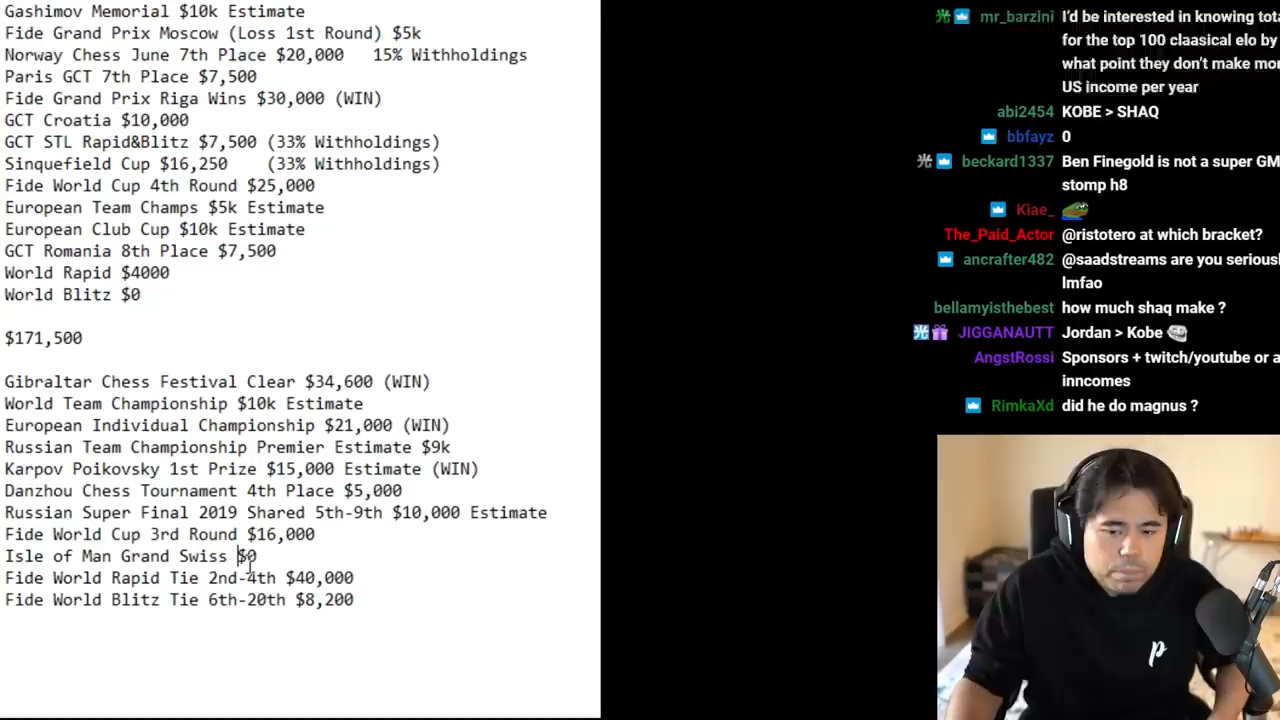 Gashimov Memorial $10k Estimate
Fide Grand Prix Moscow (Loss 1st Round) $5k
Norway Chess June 7th Place $20,000 15% Withholdings
Paris GCT 7th Place $7,500
Fide Grand Prix Riga Wins $30,000 (WIN)
GCT Croatia $10,000
GCT STL Rapid&Blitz $7,500 (33% Withholdings)
Sinquefield Cup $16,250 (33% Withholdings)
Fide World Cup 4th Round $25,000
European Team Champs $5k Estimate
European Club Cup $10k Estimate
GCT Romania 8th Place $7,500
World Rapid $4000
World Blitz $0
$171,500
Gibraltar Chess Festival Clear $34,600 (WIN)
World Team Championship $10k Estimate
European Individual Championship $21,000 (WIN)
Russian Team Championship Premier Estimate $9k
Karpov Poikovsky 1st Prize $15,000 Estimate (WIN)
Danzhou Chess Tournament 4th Place $5,000
Russian Super Final 2019 Shared 5th-9th $10,000 Estimate
Fide World Cup 3rd Round $16,000
Isle of Man Grand Swiss $0
Fide World Rapid Tie 2nd-4th $40,000
Fide World Blitz Tie 6th-20th $8,200
光 mr_barzini I'd be interested in knowing tota
for the top 100 claasical elo by
what point they don't make mor
US income per year
abi2454 KOBE > SHAQ
bbfayz 0
光 beckard1337 Ben Finegold is not a super GM
stomp h8
Kiae_
The_Paid_Actor @ristotero at which bracket?
ancrafter482 @saadstreams are you seriousl
lmfao
bellamyisthebest how much shaq make ?
光 JIGGANAUTT Jordan > Kobe
AngstRossi Sponsors + twitch/youtube or a
inncomes
RimkaXd did he do magnus ?
P